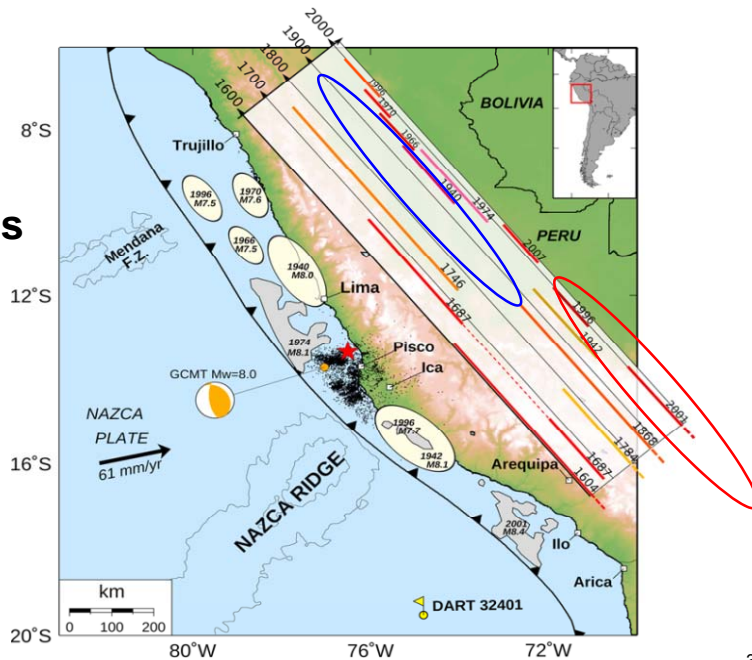 2000
1900
1800
1700
1600
1996
1970
1966
1940
1974
2007
1746
1687
1996
1942
2001
1868
1784
1687
1604
BOLIVIA
PERU
8°S
12°S
16°S
20°S
80°W
76°W
72°W
s
Trujillo
1996
M7.5
1970
M7.6
1966
M7.5
Mendana
F.Z.
1940
M8.0
Lima
1974
M8.1
Pisco
Ica
GCMT Mw=8.0
NAZCA
PLATE
61 mm/yr
1996
M7.7
1942
M8.1
Arequipa
NAZCA RIDGE
2001
M8.4
Ilo
Arica
km
0 100 200
DART 32401